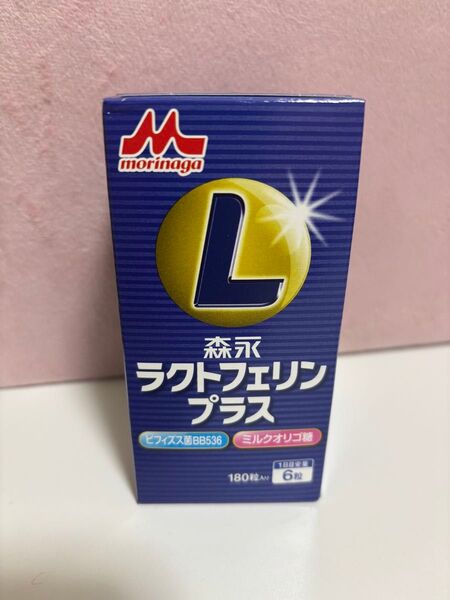 morinaga
L
森永
ラクトフェリン
プラス
ビフィズス菌BB536 ミルクオリゴ糖
180粒入り 1日目安量 6粒